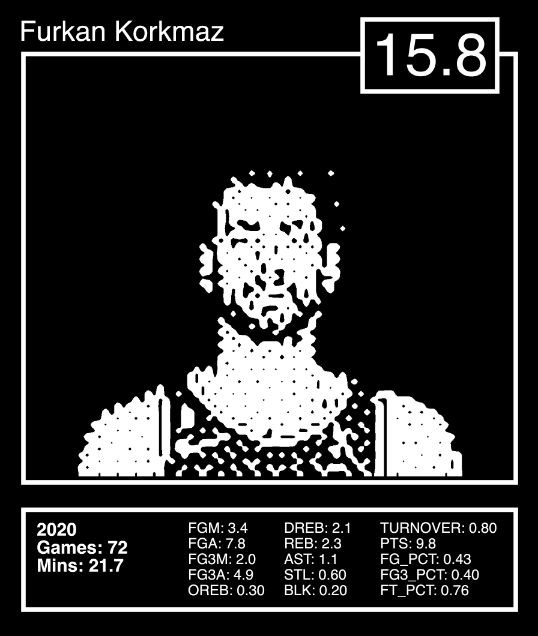 Furkan Korkmaz
15.8
2020
Games: 72
Mins: 21.7
FGM: 3.4
FGA: 7.8
FG3M: 2.0
FG3A: 4.9
OREB: 0.30
DREB: 2.1
REB: 2.3
AST: 1.1
STL: 0.60
BLK: 0.20
TURNOVER: 0.80
PTS: 9.8
FG_PCT: 0.43
FG3_PCT: 0.40
FT_PCT: 0.76